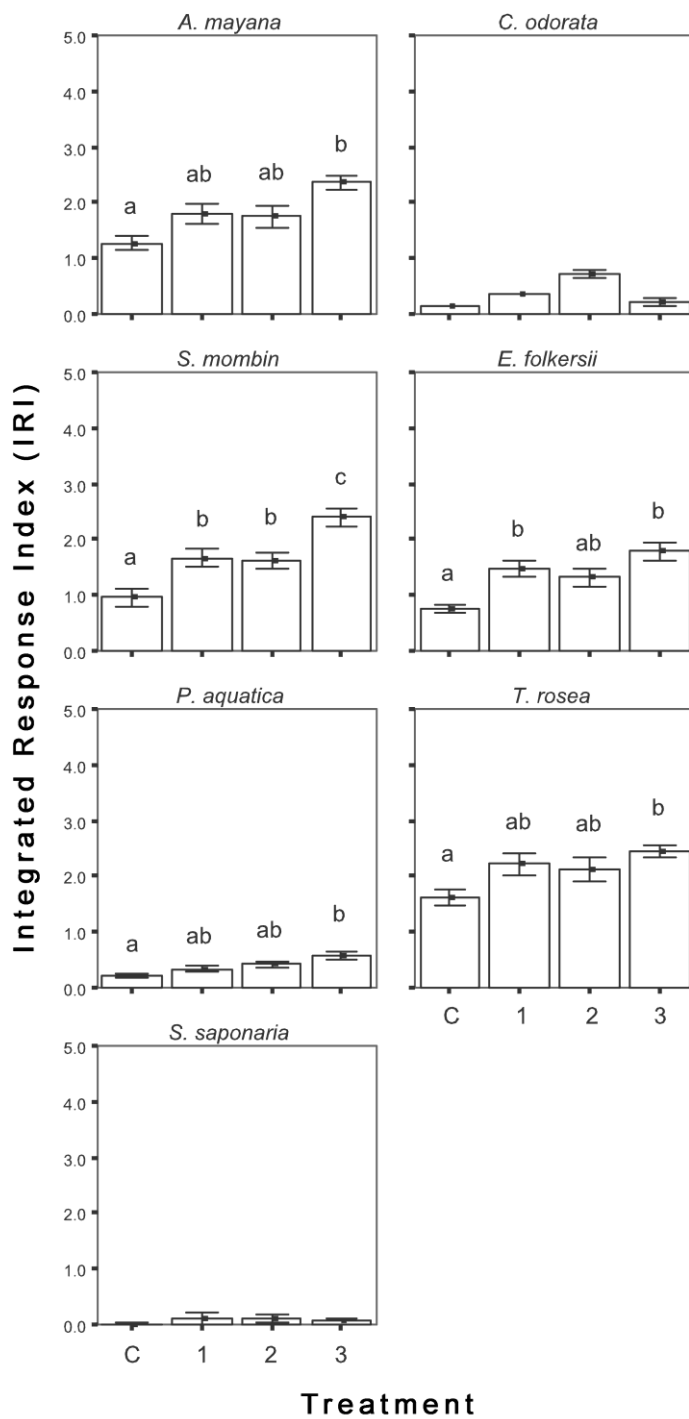 A. mayana
C. odorata
5.0
4.0
3.0
2.0
1.0
0.0
a
ab
ab
b
S. mombin
E. folkersii
5.0
4.0
3.0
2.0
1.0
0.0
a
b
b
c
a
b
ab
b
P. aquatica
T. rosea
5.0
4.0
3.0
2.0
1.0
0.0
a
ab
ab
b
a
ab
ab
b
C 1 2 3
S. saponaria
5.0
4.0
3.0
2.0
1.0
0.0
C 1 2 3
Integrated Response Index (IRI)
Treatment